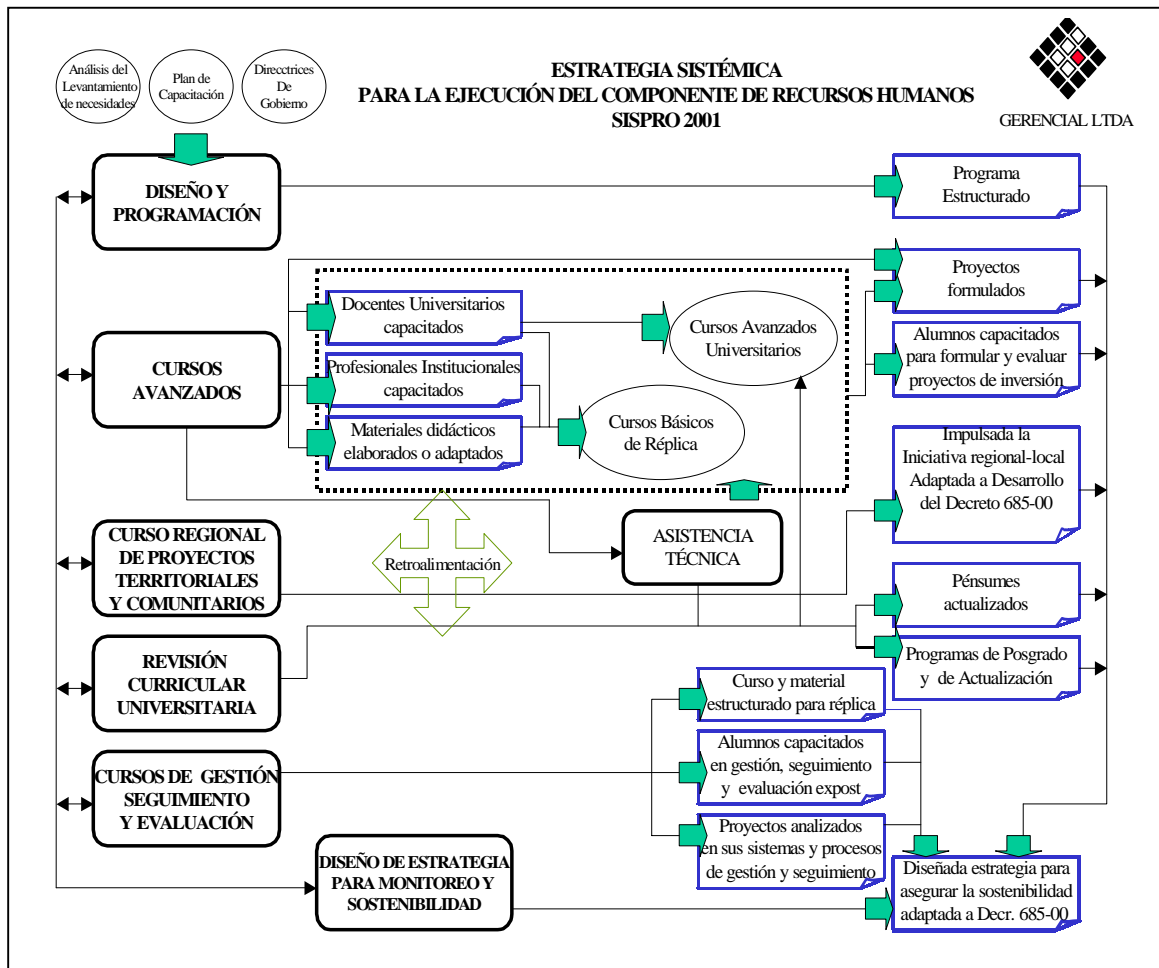 Análisis del
Levantamiento
de necesidades
Plan de
Capacitación
Direcctrices
De
Gobierno
ESTRATEGIA SISTÉMICA
PARA LA EJECUCIÓN DEL COMPONENTE DE RECURSOS HUMANOS
SISPRO 2001
GERENCIAL LTDA
DISEÑO Y
PROGRAMACIÓN
Programa
Estructurado
Proyectos
formulados
Docentes Universitarios
capacitados
Cursos Avanzados
Universitarios
CURSOS
AVANZADOS
Profesionales Institucionales
capacitados
Alumnos capacitados
para formular y evaluar
proyectos de inversión
Materiales didácticos
elaborados o adaptados
Cursos Básicos
de Réplica
Impulsada la
Iniciativa regional-local
Adaptada a Desarrollo
del Decreto 685-00
CURSO REGIONAL
DE PROYECTOS
TERRITORIALES
Y COMUNITARIOS
Retroalimentación
ASISTENCIA
TÉCNICA
Pénsumes
actualizados
REVISIÓN
CURRICULAR
UNIVERSITARIA
Programas de Posgrado
y de Actualización
Curso y material
estructurado para réplica
CURSOS DE GESTIÓN
SEGUIMIENTO
Y EVALUACIÓN
Alumnos capacitados
en gestión, seguimiento
y evaluación expost
Proyectos analizados
en sus sistemas y procesos
de gestión y seguimiento
DISEÑO DE ESTRATEGIA
PARA MONITOREO Y
SOSTENIBILIDAD
Diseñada estrategia para
asegurar la sostenibilidad
adaptada a Decr. 685-00